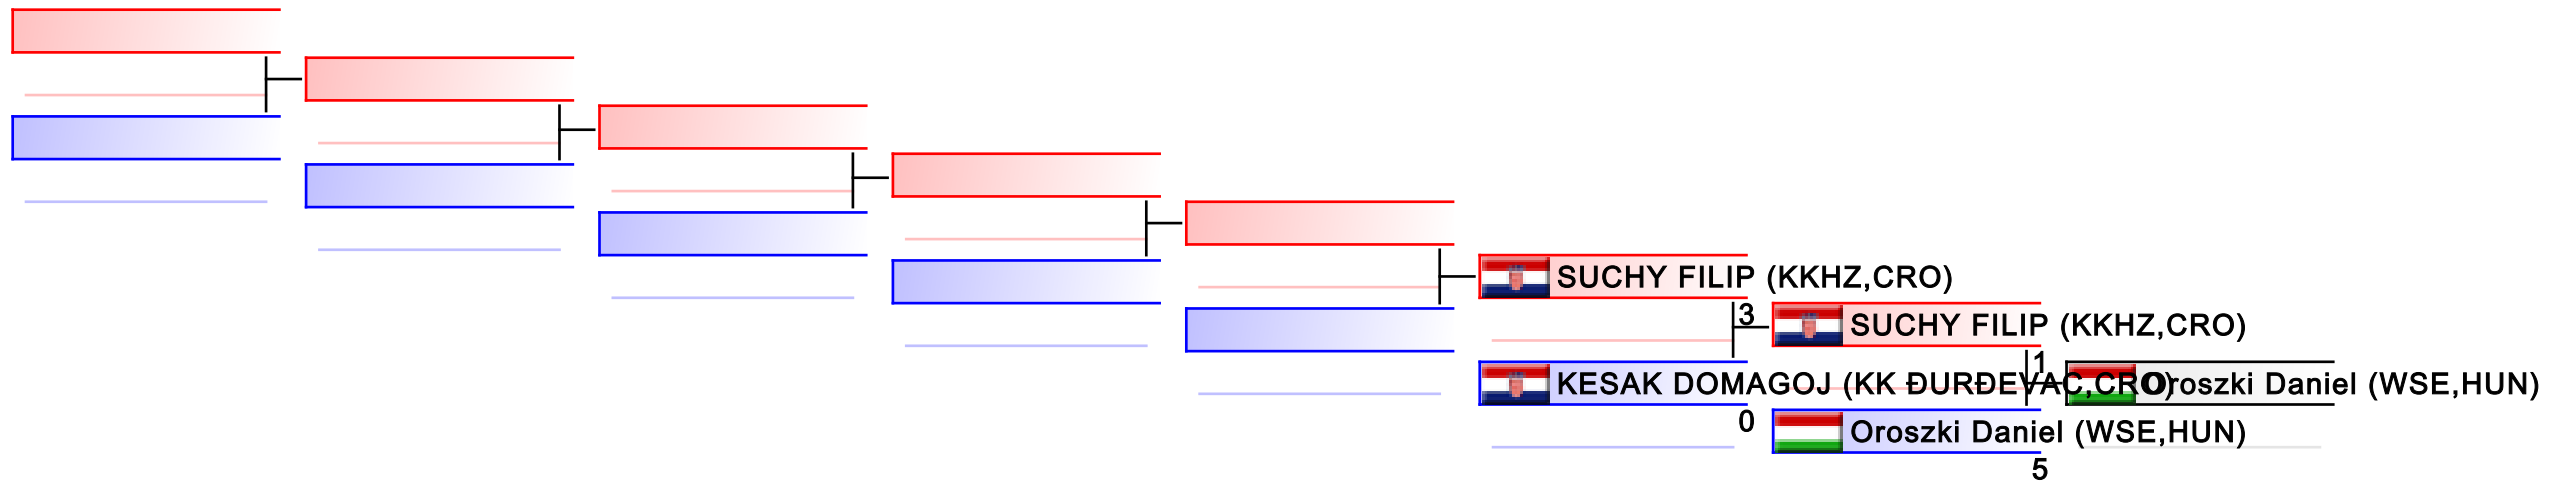 SUCHY FILIP (KKHZ,CRO)
3
SUCHY FILIP (KKHZ,CRO)
1
KESAK DOMAGOJ (KK ĐURĐEVAC,CRO)
Oroszki Daniel (WSE,HUN)
0
Oroszki Daniel (WSE,HUN)
5